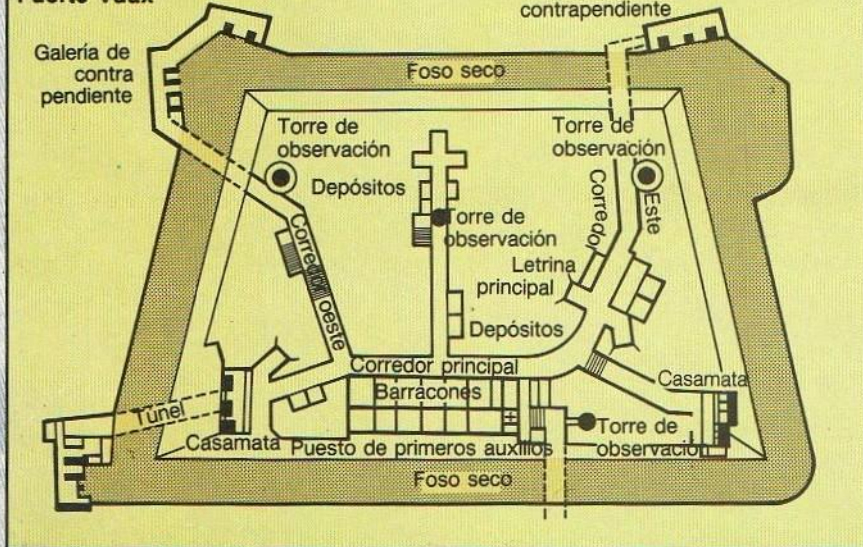 contrapendiente
Galería de
contra
pendiente
Foso seco
Torre de
observación
Torre de
observación
Depósitos
Torre de
observación
Corredor
Este
Corredor oeste
Letrina
principal
Depósitos
Corredor principal
Casamata
Barracones
Túnel
Casamata
Puesto de primeros auxilios
Torre de
observación
Foso seco